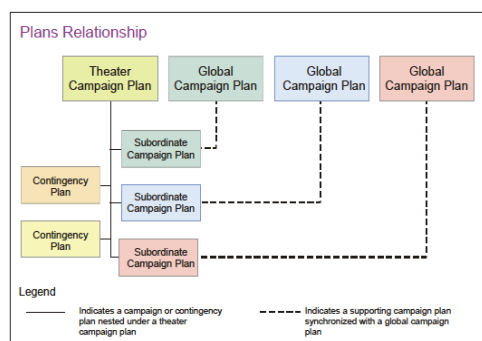 Plans Relationship
Theater
Campaign Plan
Global
Campaign Plan
Global
Campaign Plan
Global
Campaign Plan
Subordinate
Campaign Plan
Contingency
Plan
Subordinate
Campaign Plan
Contingency
Plan
Subordinate
Campaign Plan
Legend
Indicates a campaign or contingency
plan nested under a theater
campaign plan
Indicates a supporting campaign plan
synchronized with a global campaign
plan